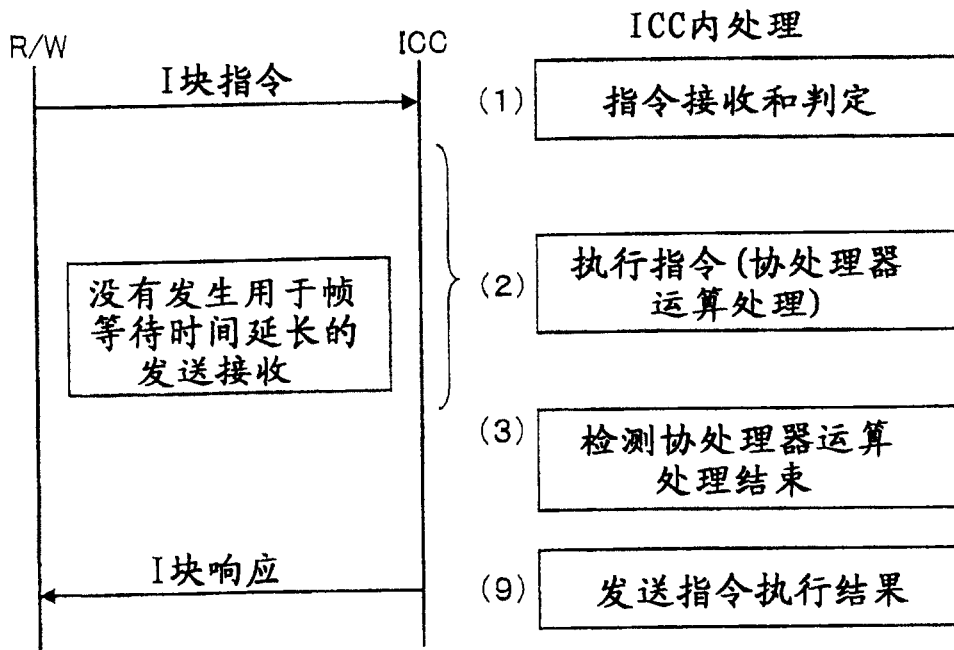 R/W
ICC
ICC内处理
I块指令
(1)
指令接收和判定
没有发生用于帧
等待时间延长的
发送接收
(2)
执行指令(协处理器
运算处理)
(3)
检测协处理器运算
处理结束
I块响应
(9)
发送指令执行结果